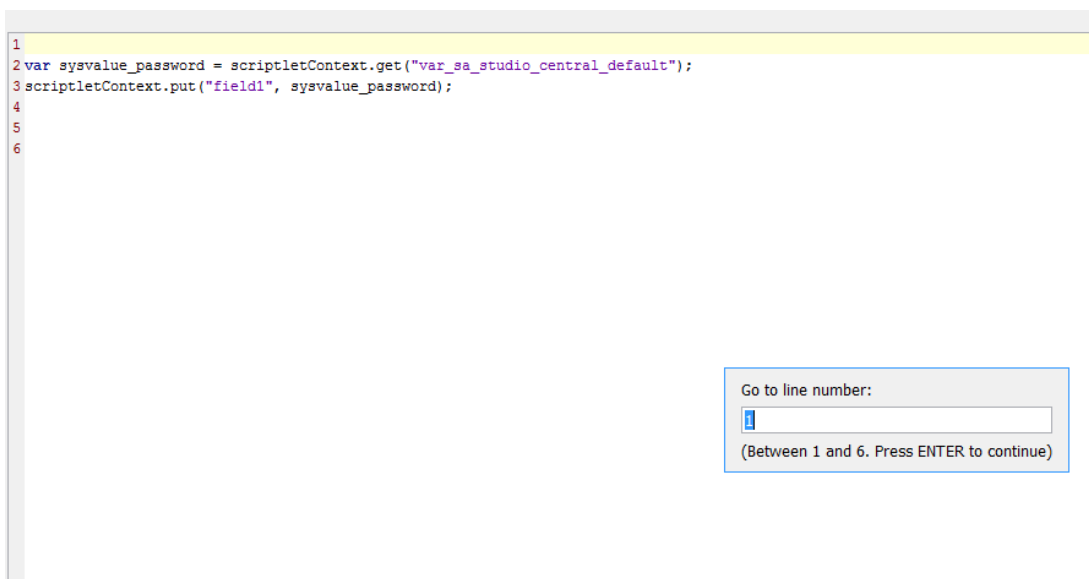 1
2 var sysvalue_password = scriptletContext.get("var_sa_studio_central_default");
3 scriptletContext.put("field1", sysvalue_password);
4
5
6
Go to line number:
1
(Between 1 and 6. Press ENTER to continue)